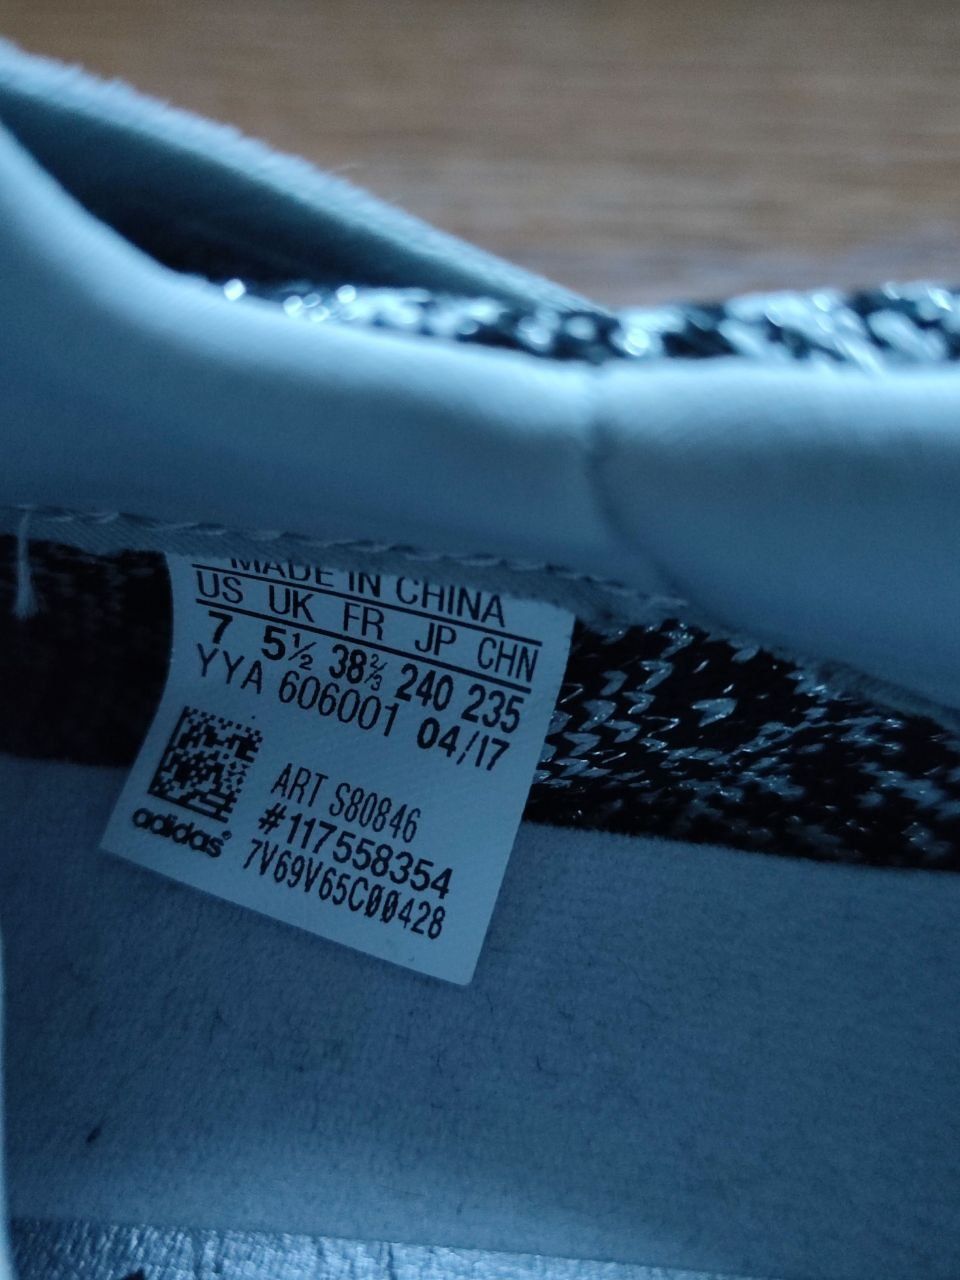 MADE IN CHINA
US UK FR JP CHN
7 5½ 38⅔ 240 235
YYA 606001 04/17
ART S80846
#117558354
7V69V65C00428
adidas®